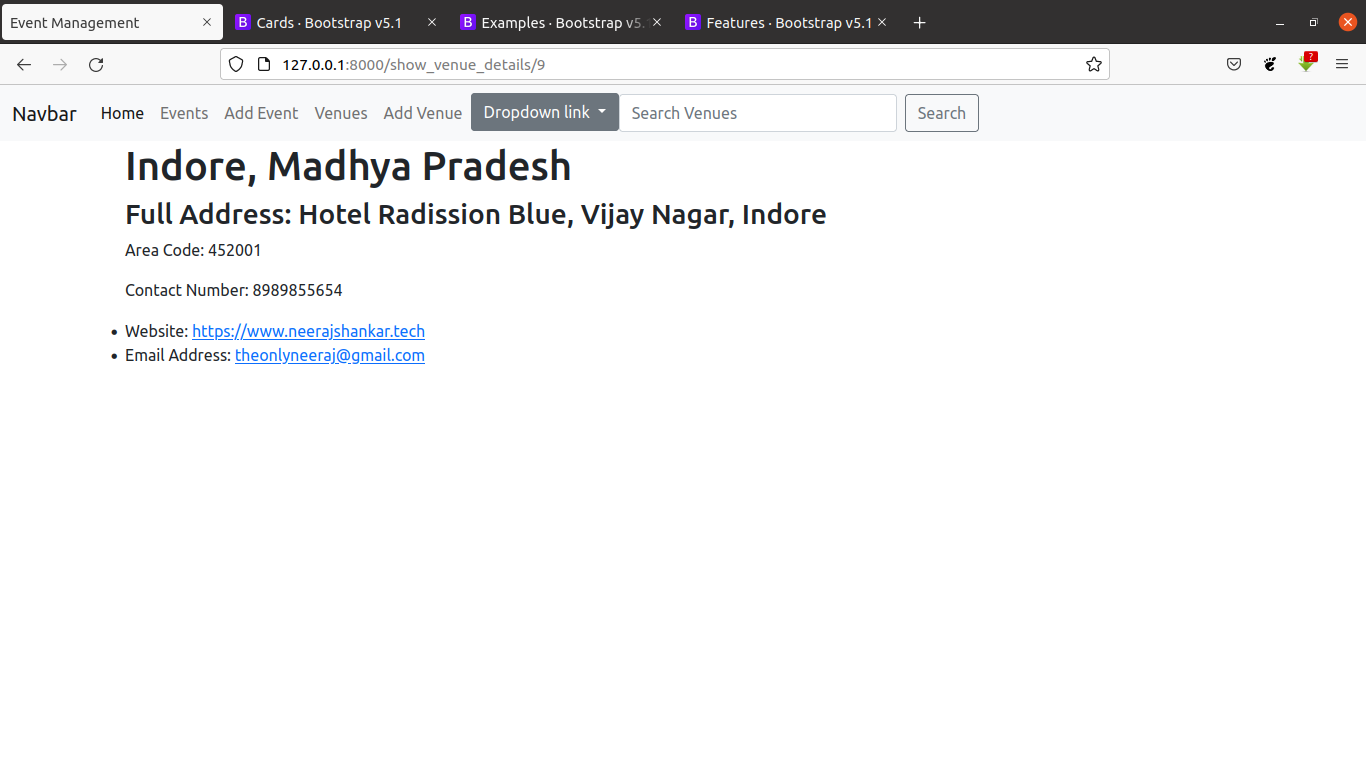 Event Management
Cards · Bootstrap v5.1
Examples · Bootstrap v5.
Features · Bootstrap v5.1
127.0.0.1:8000/show_venue_details/9
?
Navbar Home Events Add Event Venues Add Venue Dropdown link Search Venues Search
Indore, Madhya Pradesh
Full Address: Hotel Radission Blue, Vijay Nagar, Indore
Area Code: 452001
Contact Number: 8989855654
• Website: https://www.neerajshankar.tech
• Email Address: theonlyneeraj@gmail.com